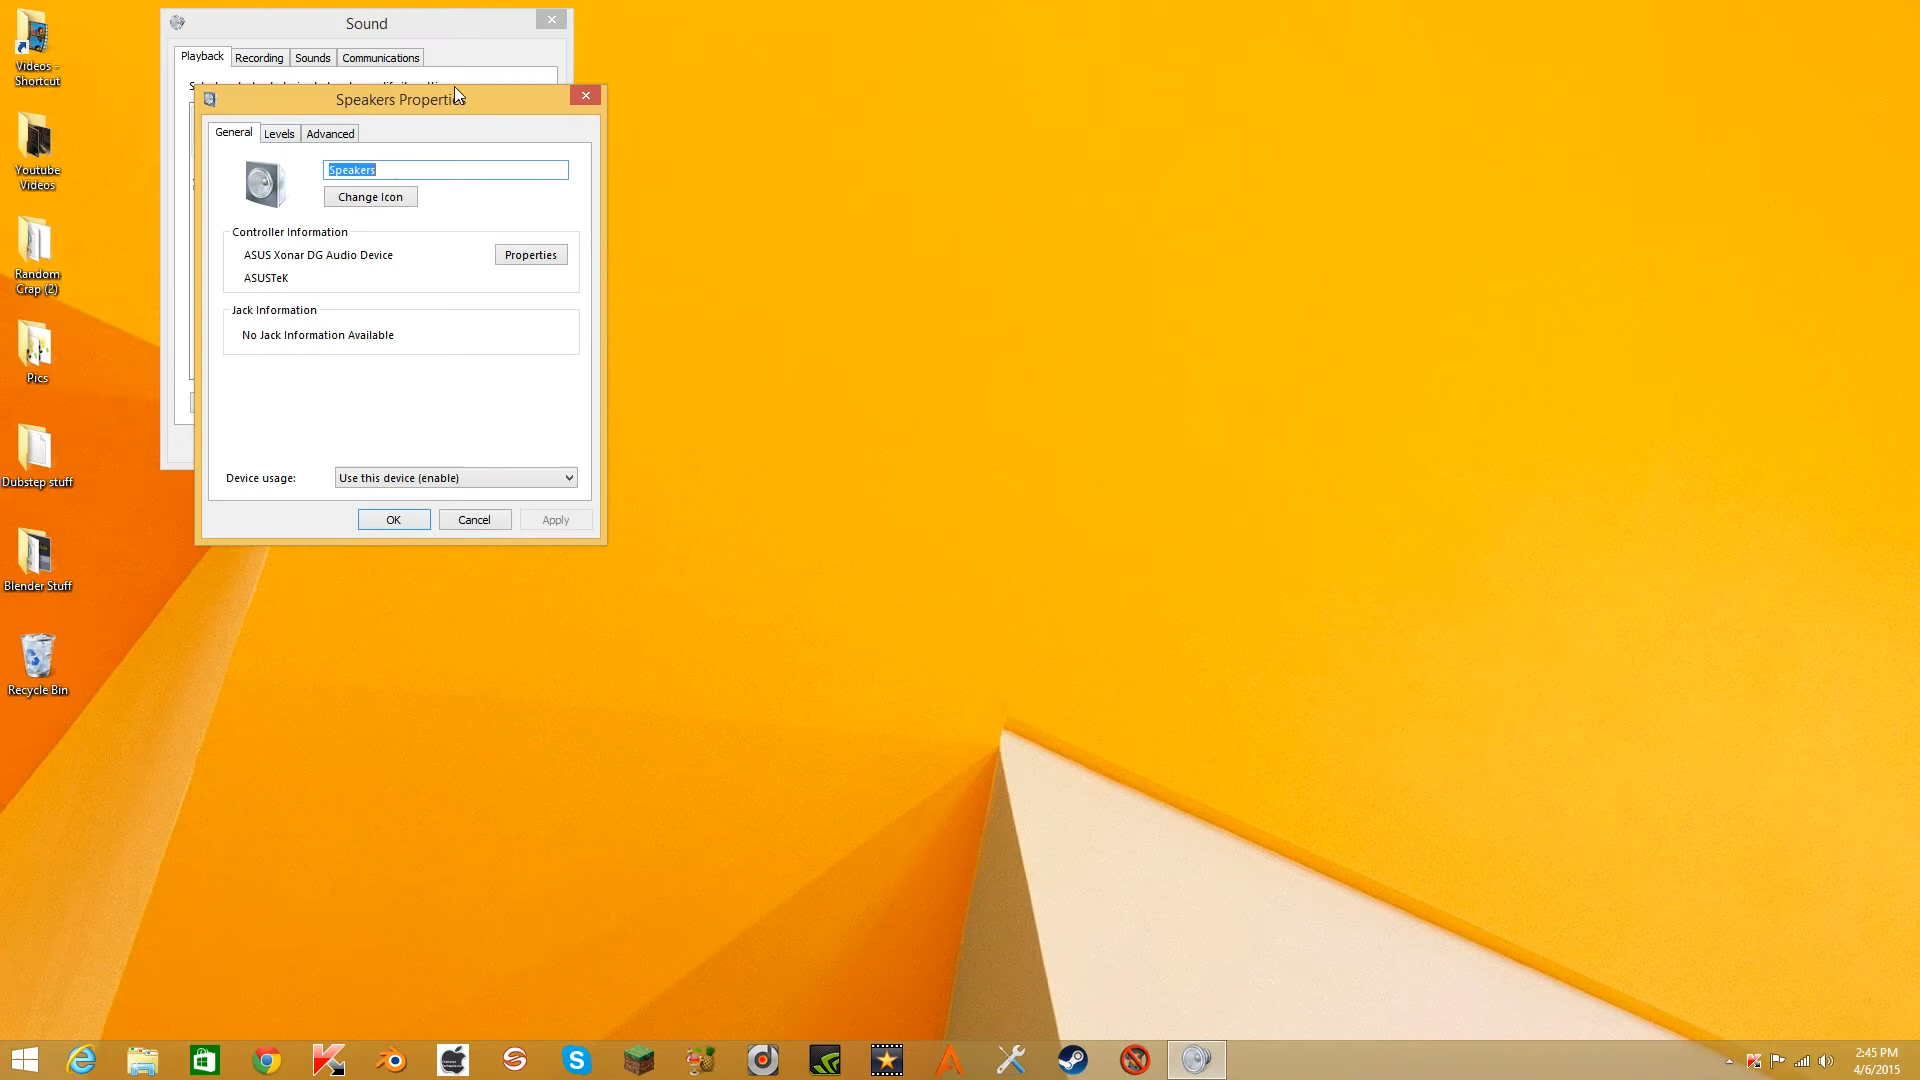 Videos -
Shortcut
Youtube
Videos
Random
Crap (2)
Pics
Dubstep stuff
Blender Stuff
Recycle Bin
Sound
Playback
Recording
Sounds
Communications
Speakers Properti
General
Levels
Advanced
Speakers
Change Icon
Controller Information
ASUS Xonar DG Audio Device
Properties
ASUSTeK
Jack Information
No Jack Information Available
Device usage:
Use this device (enable)
OK
Cancel
Apply
2:45 PM
4/6/2015